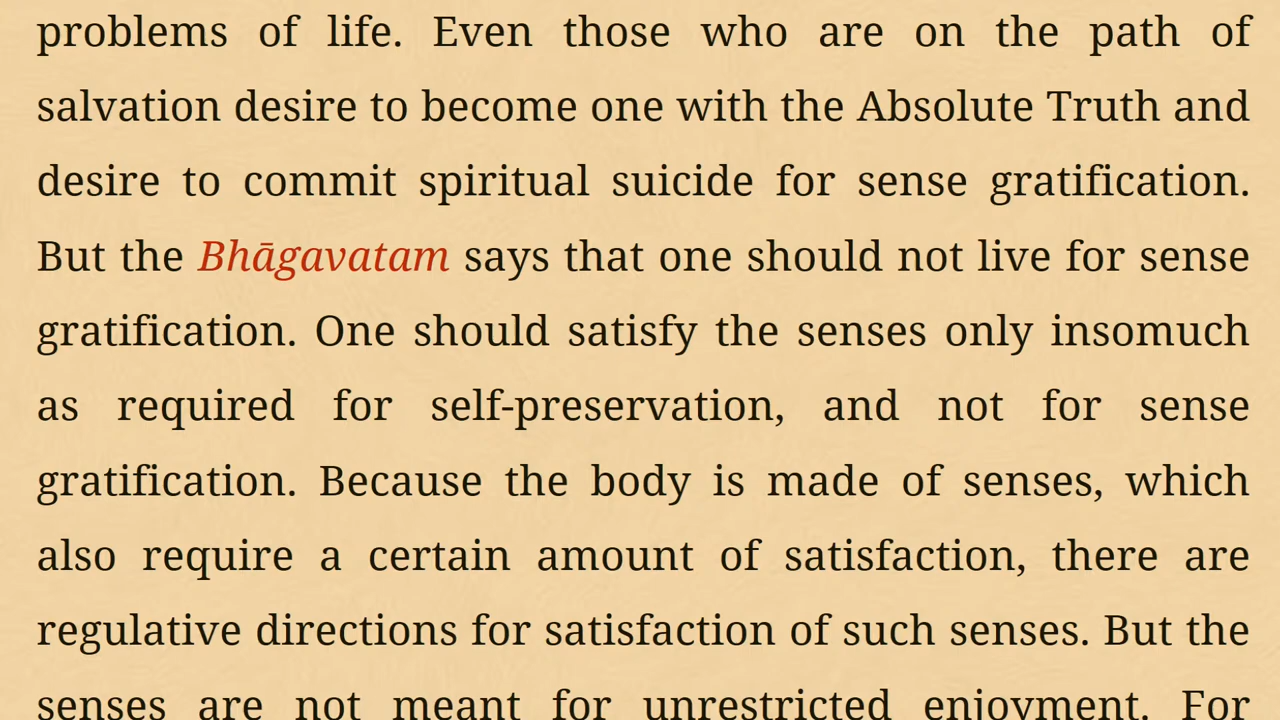 problems of life. Even those who are on the path of
salvation desire to become one with the Absolute Truth and
desire to commit spiritual suicide for sense gratification.
But the Bhāgavatam says that one should not live for sense
gratification. One should satisfy the senses only insomuch
as required for self-preservation, and not for sense
gratification. Because the body is made of senses, which
also require a certain amount of satisfaction, there are
regulative directions for satisfaction of such senses. But the
senses are not meant for unrestricted enjoyment. For